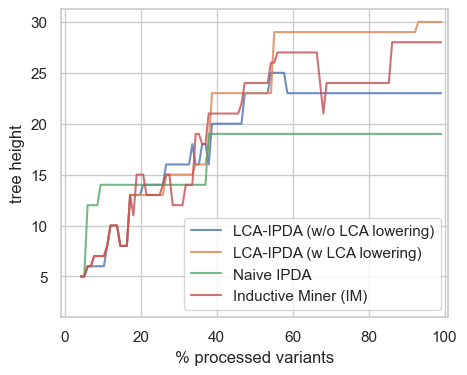 30
25
20
15
10
5
tree height
LCA-IPDA (w/o LCA lowering)
LCA-IPDA (w LCA lowering)
Naive IPDA
Inductive Miner (IM)
0 20 40 60 80 100
% processed variants